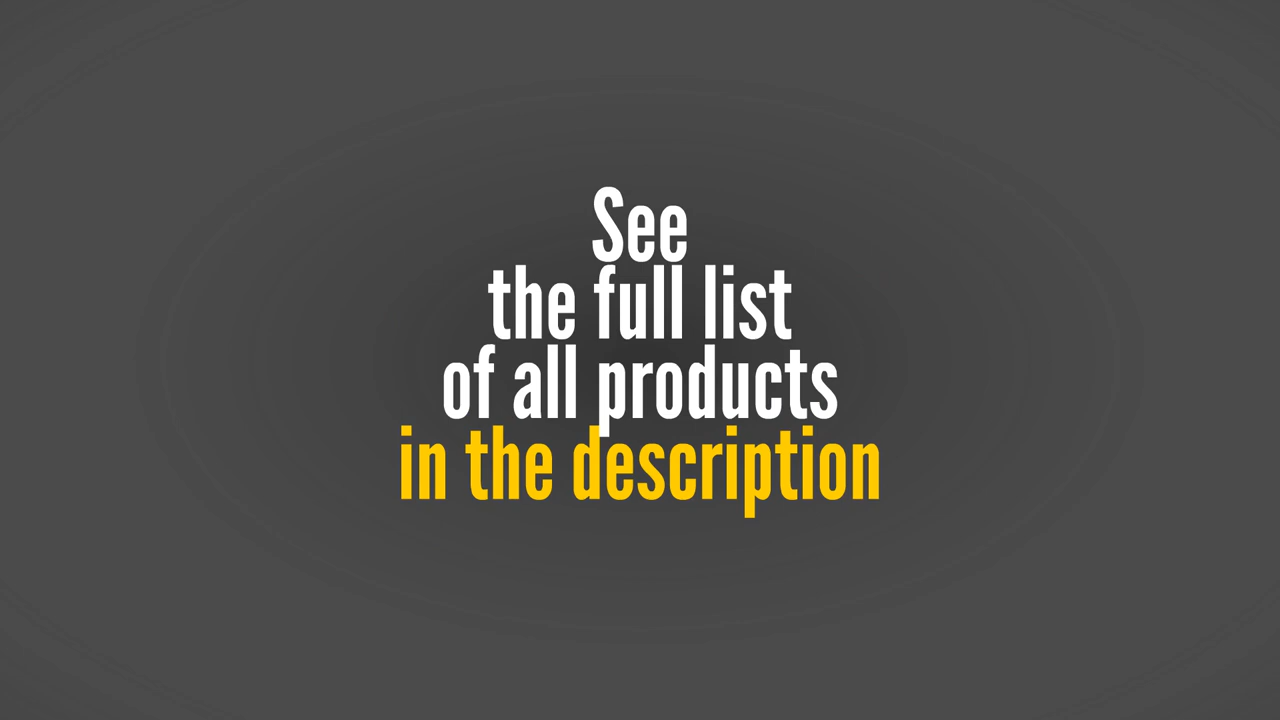 See
the full list
of all products
in the description